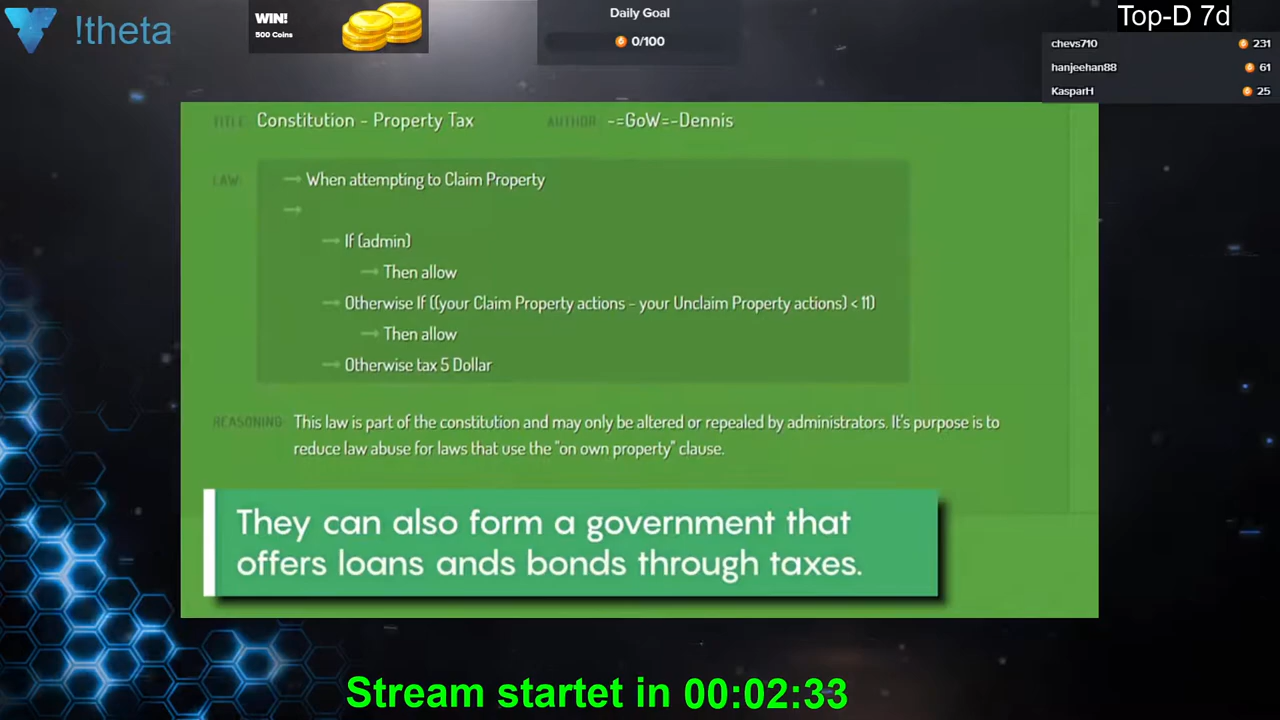 !theta
WIN!
500 Coins
Daily Goal
0/100
Top-D 7d
chevs710 231
hanjeehan88 61
KasparH 25
TITLE: Constitution - Property Tax AUTHOR: -=GoW=-Dennis
LAW: → When attempting to Claim Property
→
→ If (admin)
→ Then allow
→ Otherwise If ((your Claim Property actions - your Unclaim Property actions) < 11)
→ Then allow
→ Otherwise tax 5 Dollar
REASONING: This law is part of the constitution and may only be altered or repealed by administrators. It's purpose is to
reduce law abuse for laws that use the "on own property" clause.
They can also form a government that
offers loans ands bonds through taxes.
Stream startet in 00:02:33